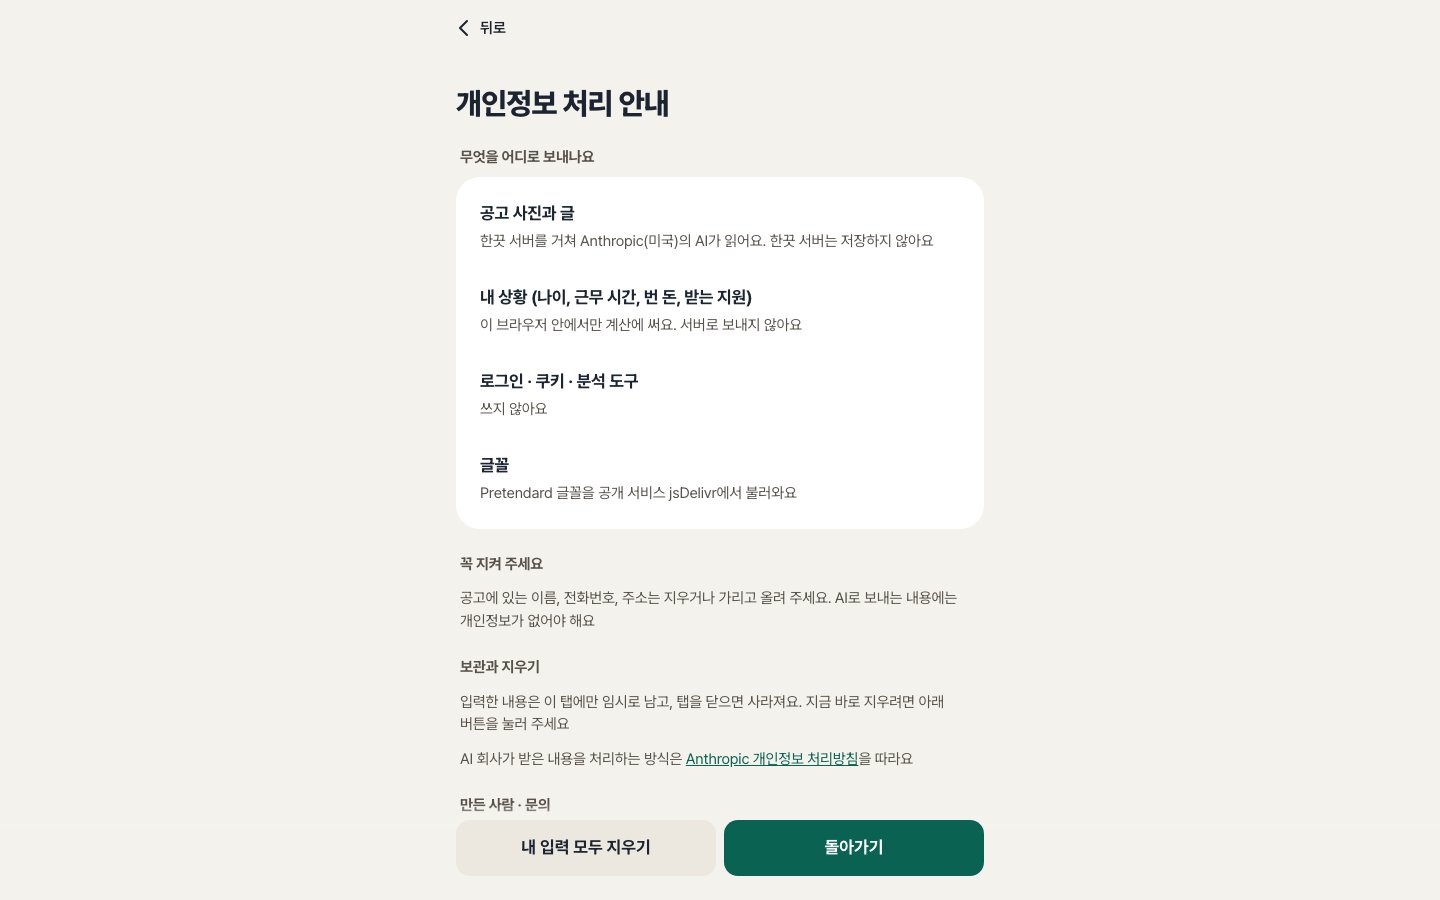 뒤로
개인정보 처리 안내
무엇을 어디로 보내나요
공고 사진과 글
한끗 서버를 거쳐 Anthropic(미국)의 AI가 읽어요. 한끗 서버는 저장하지 않아요
내 상황 (나이, 근무 시간, 번 돈, 받는 지원)
이 브라우저 안에서만 계산에 써요. 서버로 보내지 않아요
로그인 · 쿠키 · 분석 도구
쓰지 않아요
글꼴
Pretendard 글꼴을 공개 서비스 jsDelivr에서 불러와요
꼭 지켜 주세요
공고에 있는 이름, 전화번호, 주소는 지우거나 가리고 올려 주세요. AI로 보내는 내용에는
개인정보가 없어야 해요
보관과 지우기
입력한 내용은 이 탭에만 임시로 남고, 탭을 닫으면 사라져요. 지금 바로 지우려면 아래
버튼을 눌러 주세요
AI 회사가 받은 내용을 처리하는 방식은 Anthropic 개인정보 처리방침을 따라요
만든 사람 · 문의
내 입력 모두 지우기
돌아가기